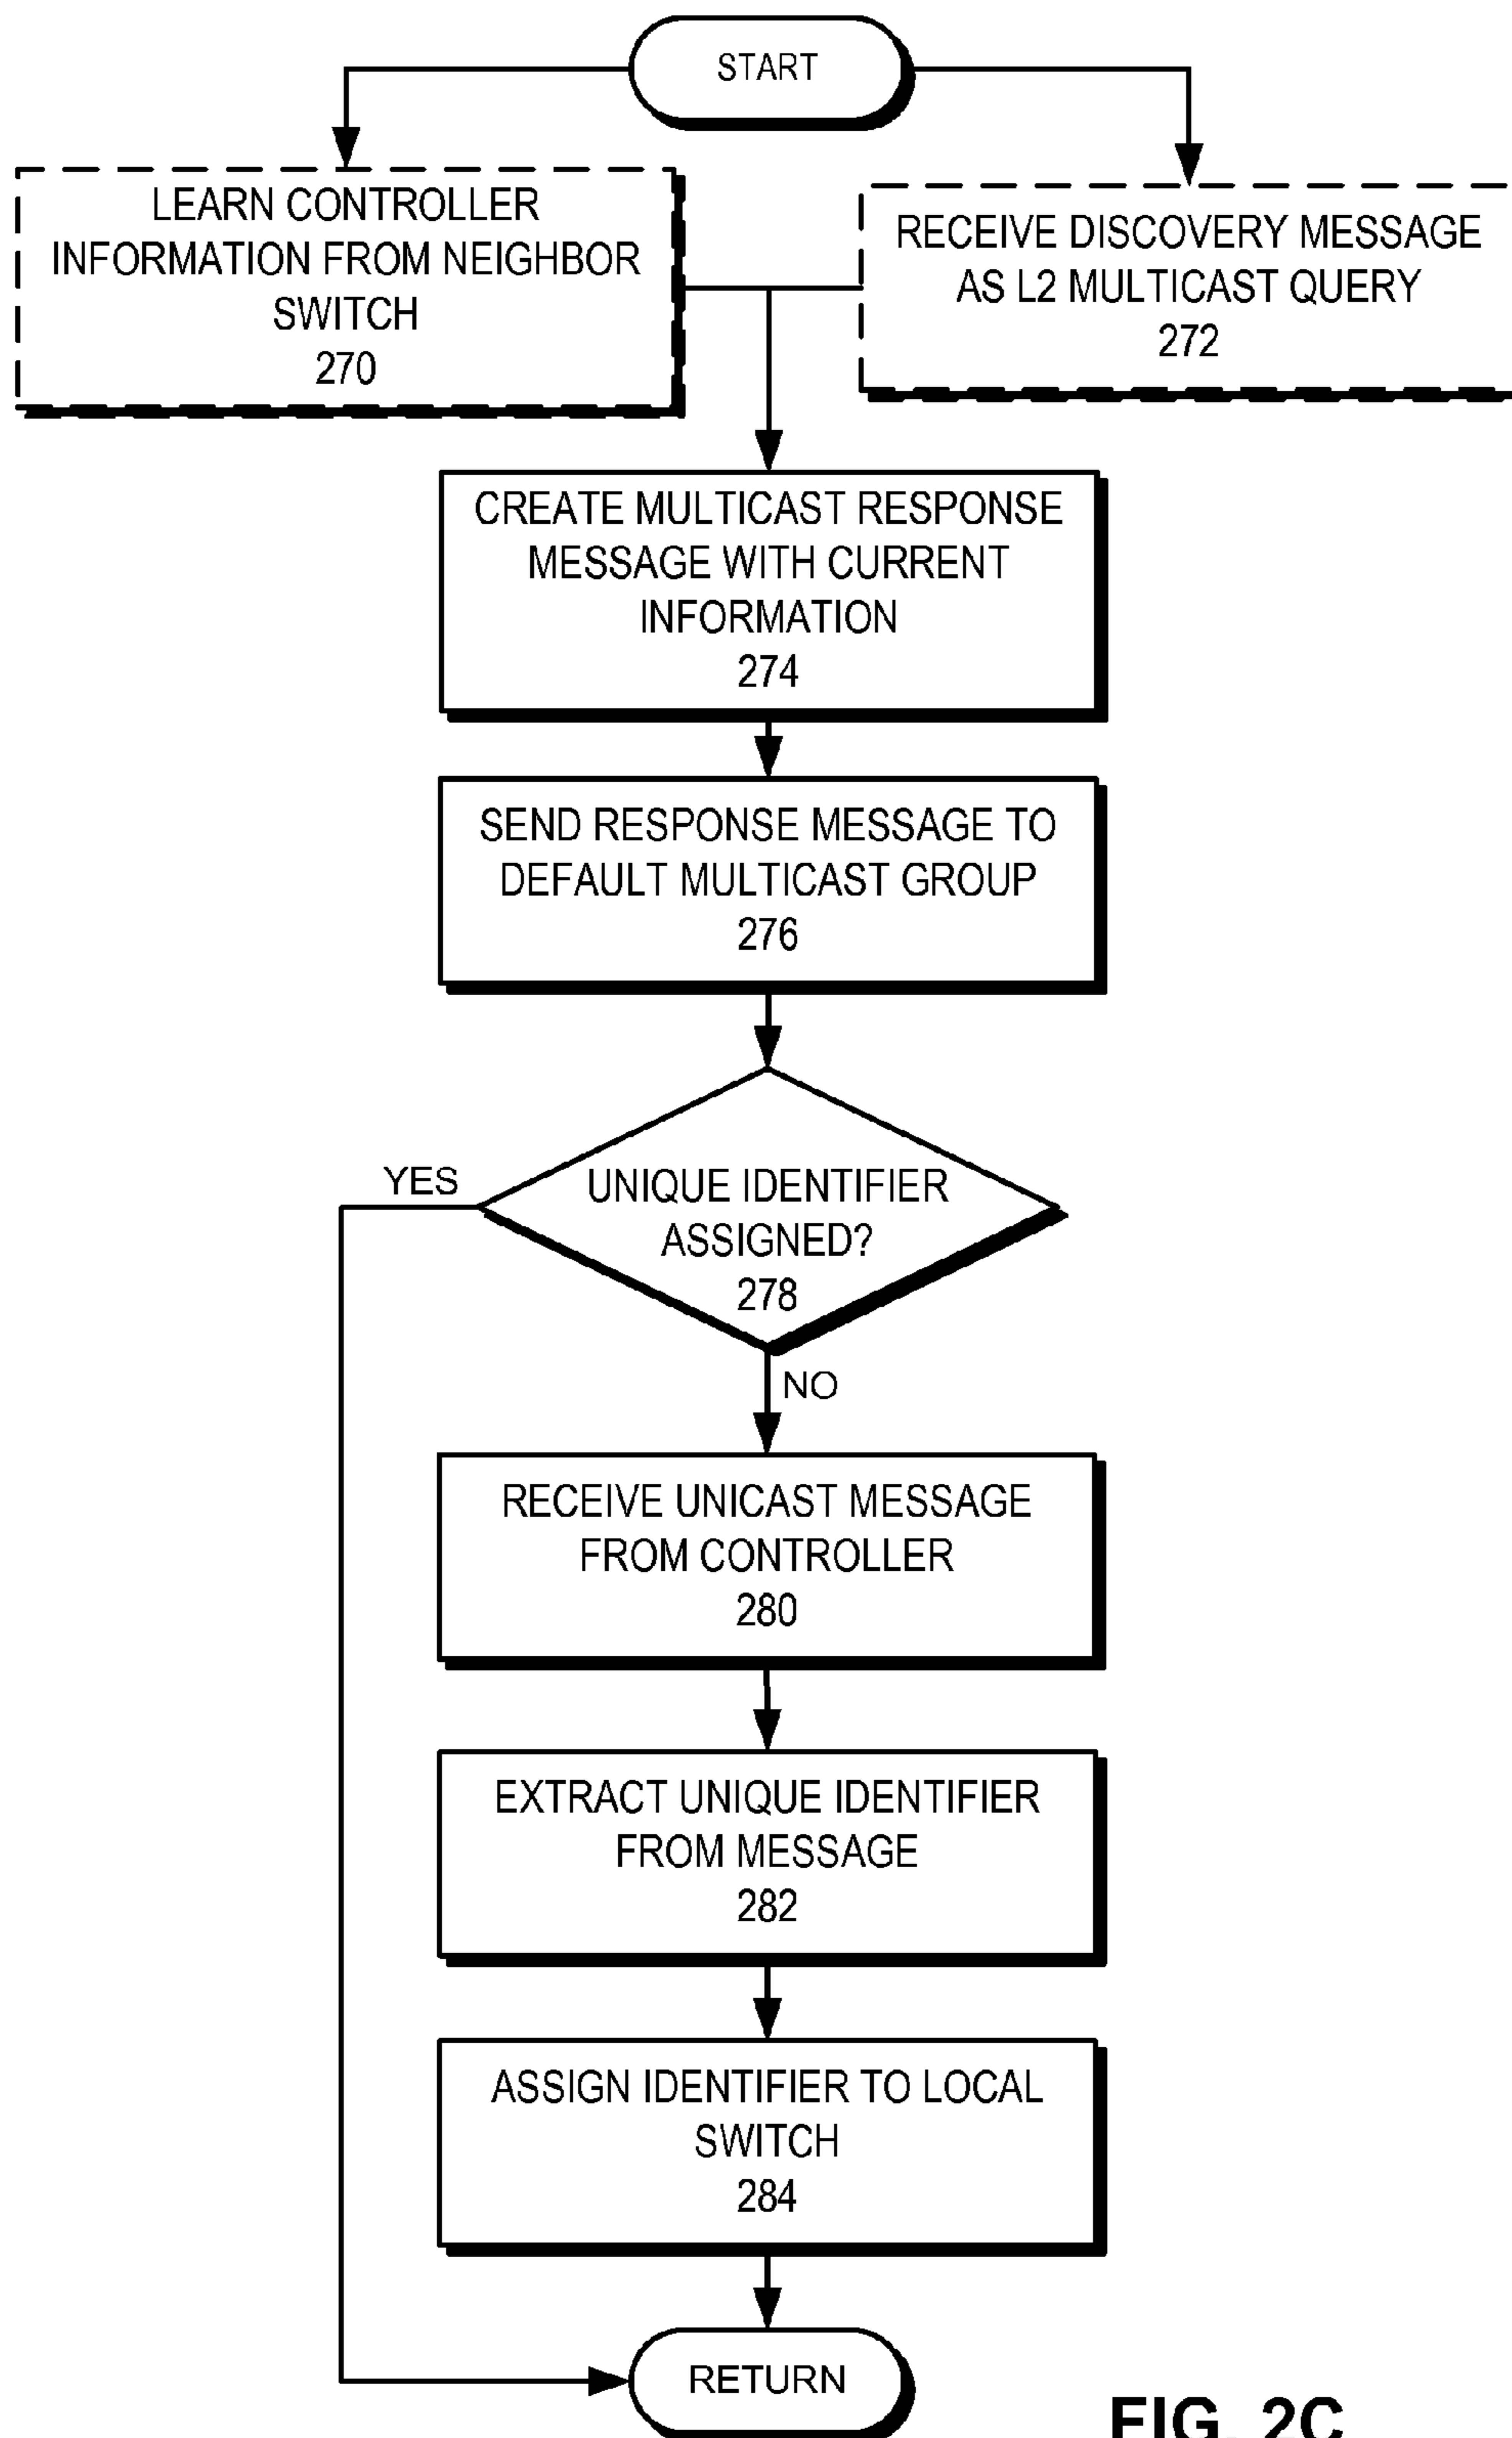 START
LEARN CONTROLLER
INFORMATION FROM NEIGHBOR
SWITCH
270
RECEIVE DISCOVERY MESSAGE
AS L2 MULTICAST QUERY
272
CREATE MULTICAST RESPONSE
MESSAGE WITH CURRENT
INFORMATION
274
SEND RESPONSE MESSAGE TO
DEFAULT MULTICAST GROUP
276
YES
UNIQUE IDENTIFIER
ASSIGNED?
278
NO
RECEIVE UNICAST MESSAGE
FROM CONTROLLER
280
EXTRACT UNIQUE IDENTIFIER
FROM MESSAGE
282
ASSIGN IDENTIFIER TO LOCAL
SWITCH
284
RETURN
FIG. 2C